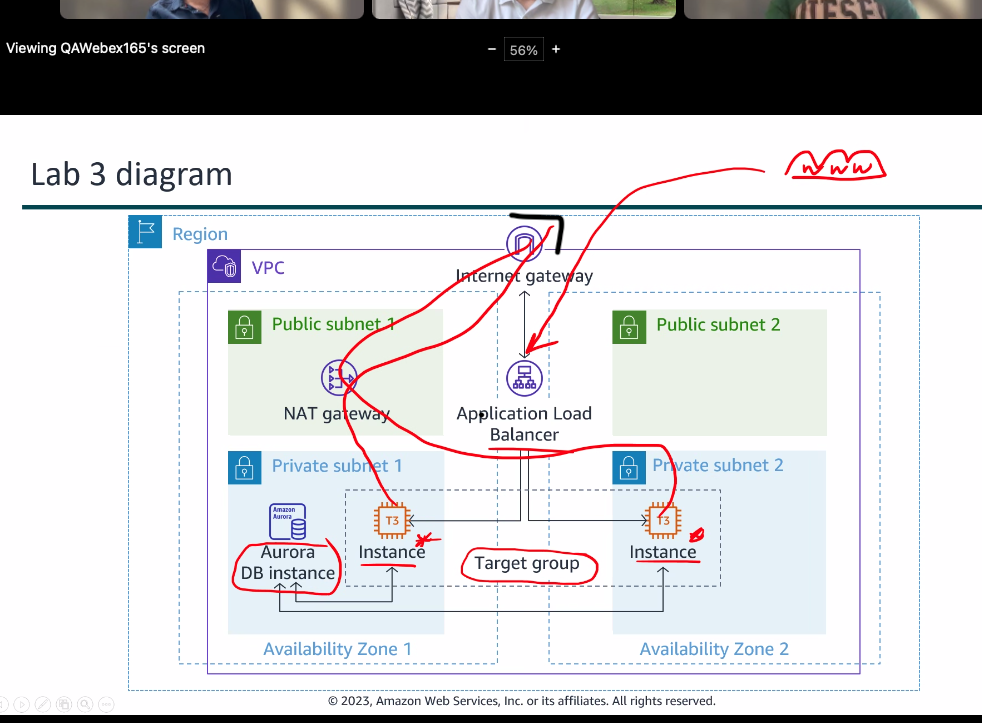 Viewing QAWebex165's screen
− 56% +
Lab 3 diagram
www
Region
VPC
Internet gateway
Public subnet 1
Public subnet 2
NAT gateway
Application Load
Balancer
Private subnet 1
Private subnet 2
Amazon
Aurora
T3
T3
Aurora
DB instance
Instance
Target group
Instance
Availability Zone 1
Availability Zone 2
© 2023, Amazon Web Services, Inc. or its affiliates. All rights reserved.